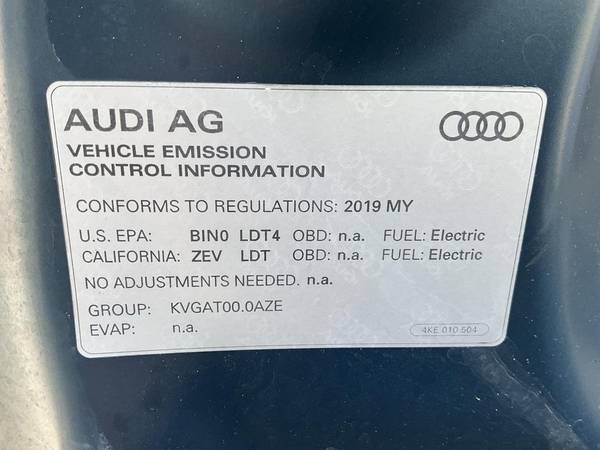 AUDI AG
VEHICLE EMISSION
CONTROL INFORMATION
CONFORMS TO REGULATIONS: 2019 MY
U.S. EPA: BIN0 LDT4 OBD: n.a. FUEL: Electric
CALIFORNIA: ZEV LDT OBD: n.a. FUEL: Electric
NO ADJUSTMENTS NEEDED. n.a.
GROUP: KVGAT00.0AZE
EVAP: n.a.
4KE 010 504